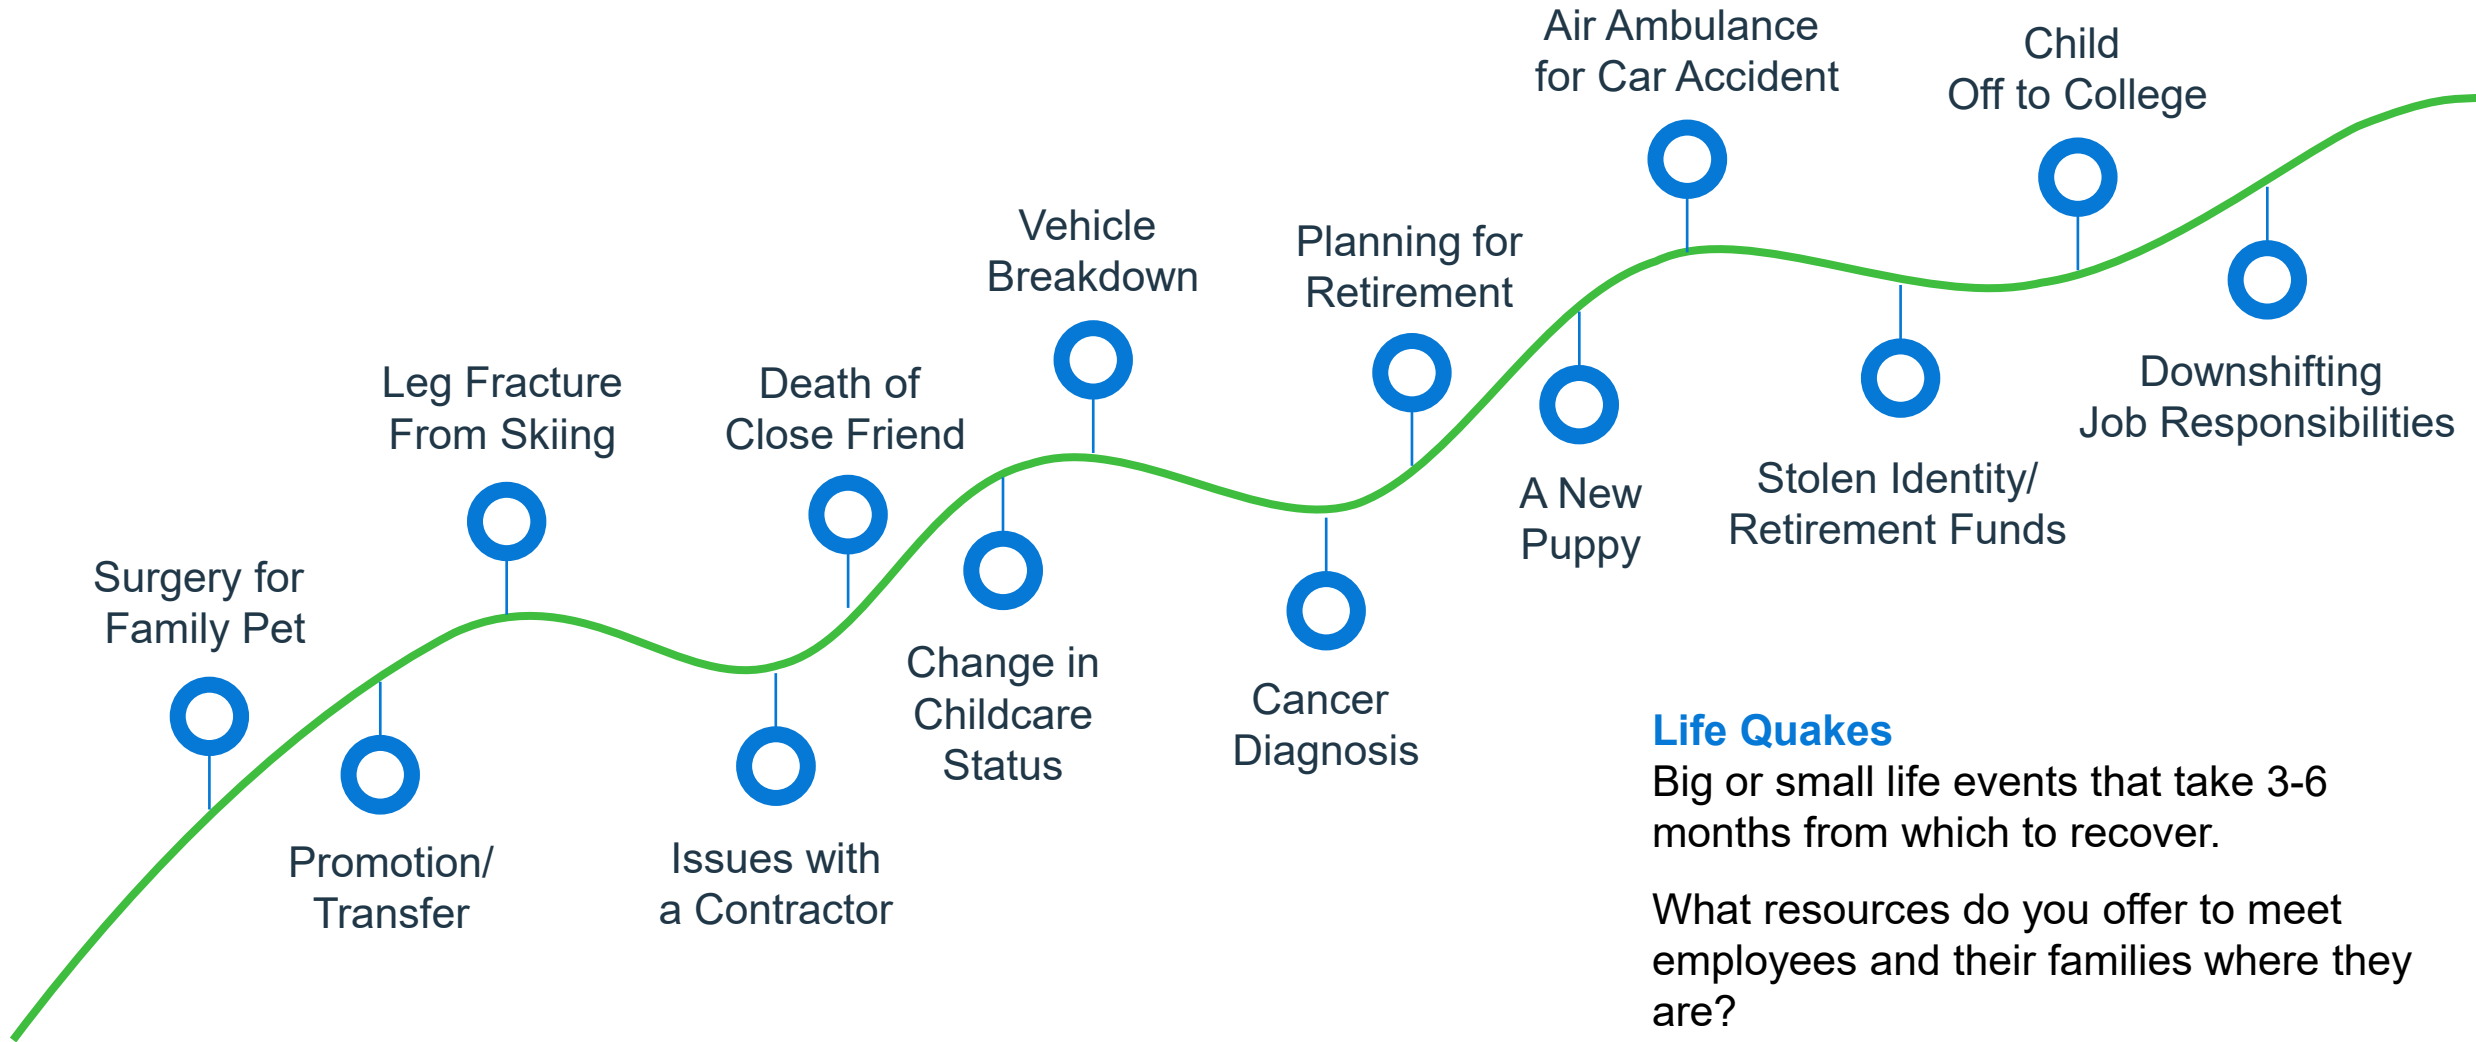 Surgery for
Family Pet
Promotion/
Transfer
Leg Fracture
From Skiing
Issues with
a Contractor
Death of
Close Friend
Change in
Childcare
Status
Vehicle
Breakdown
Cancer
Diagnosis
Planning for
Retirement
A New
Puppy
Air Ambulance
for Car Accident
Stolen Identity/
Retirement Funds
Child
Off to College
Downshifting
Job Responsibilities
Life Quakes
Big or small life events that take 3-6
months from which to recover.
What resources do you offer to meet
employees and their families where they
are?